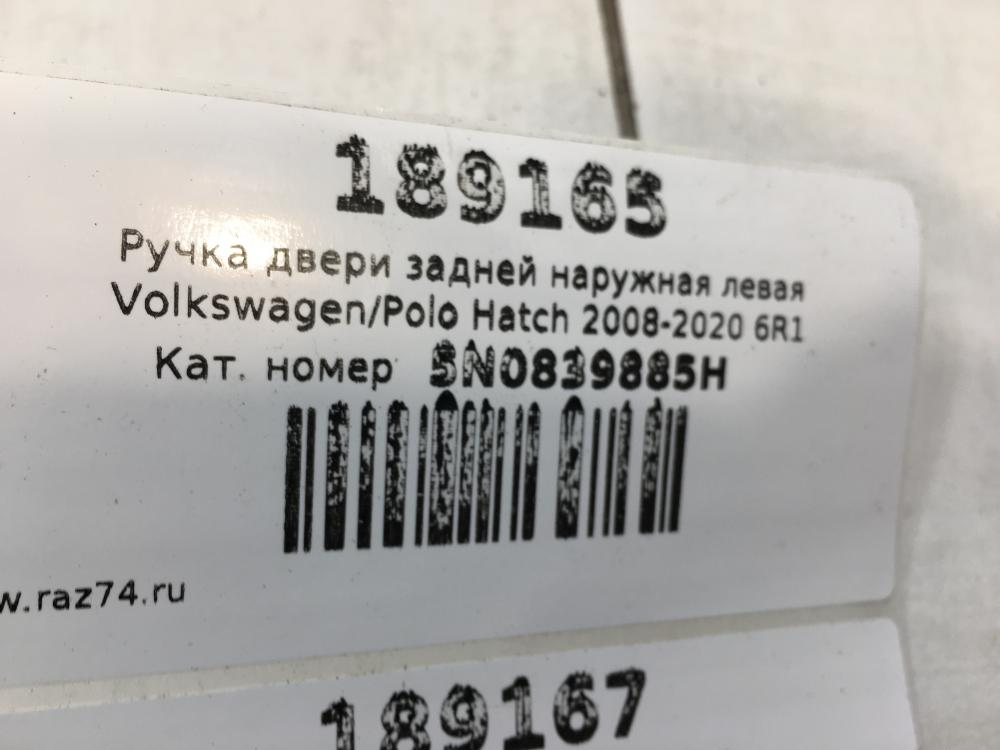 189165
Ручка двери задней наружная левая
Volkswagen/Polo Hatch 2008-2020 6R1
Кат. номер 5N0839885H
w.raz74.ru
189167